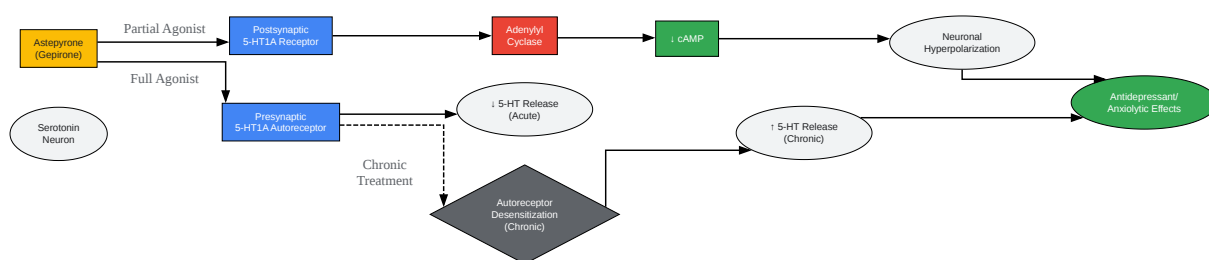 Partial Agonist
Astepyrone
(Gepirone)
Full Agonist
Postsynaptic
5-HT1A Receptor
Adenylyl
Cyclase
↓ cAMP
Neuronal
Hyperpolarization
Antidepressant/
Anxiolytic Effects
Serotonin
Neuron
Presynaptic
5-HT1A Autoreceptor
↓ 5-HT Release
(Acute)
↑ 5-HT Release
(Chronic)
Chronic
Treatment
Autoreceptor
Desensitization
(Chronic)